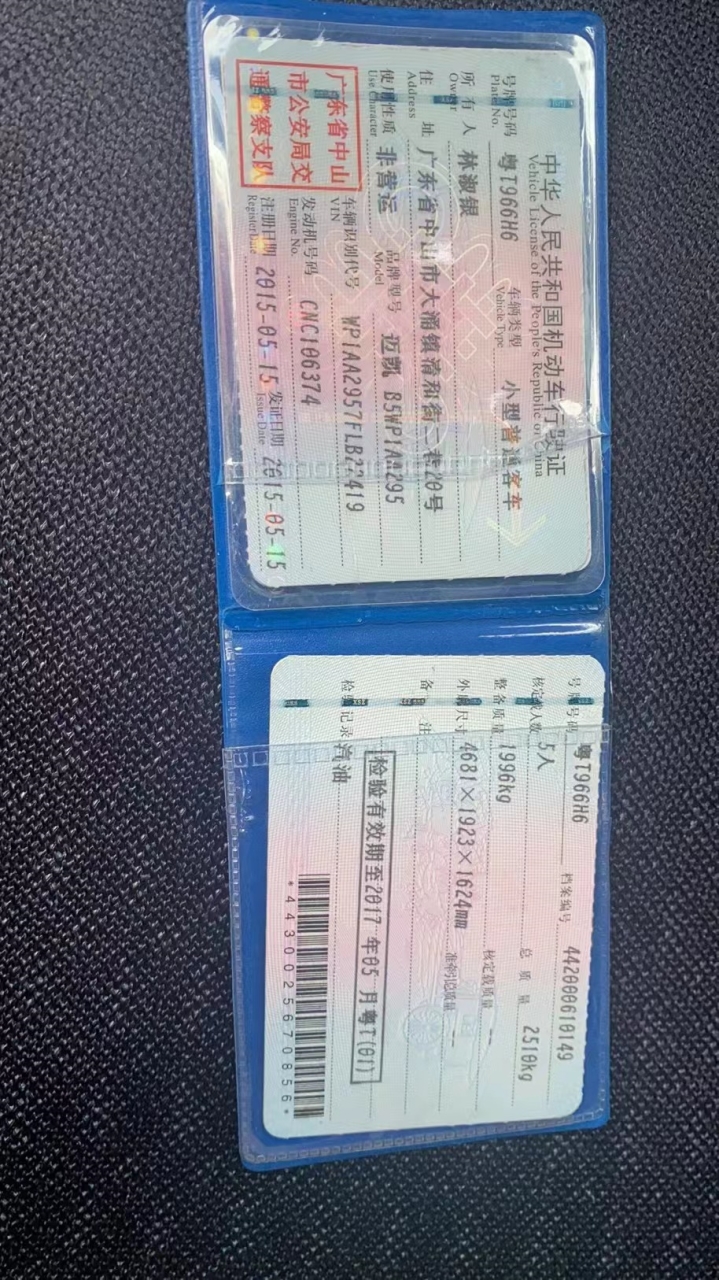 中华人民共和国机动车行驶证
Vehicle License of the People's Republic of China
号牌号码 粤T966H6 车辆类型 小型普通客车
Plate No. Vehicle Type
所有人 林淑银
Owner
住址 广东省中山市大涌镇清和街二巷20号
Address
使用性质 非营运 品牌型号 迈凯 B5WP1AA295
Use Character Model
广东省中山
市公安局交
通警察支队
车辆识别代号 WP1AA2957FLB22419
VIN
发动机号码 CNC106374
Engine No.
注册日期 2015-05-15 发证日期 2015-05-15
Register Date Issue Date
号牌号码 粤T966H6 档案编号 442000610149
核定载人数 5人 总质量 2510kg
整备质量 1996kg 核定载质量 --
外廓尺寸 4681×1923×1624mm 准牵引总质量 --
备注
检验有效期至2017年05月粤T(01)
检验记录 汽油
*4430025670856*